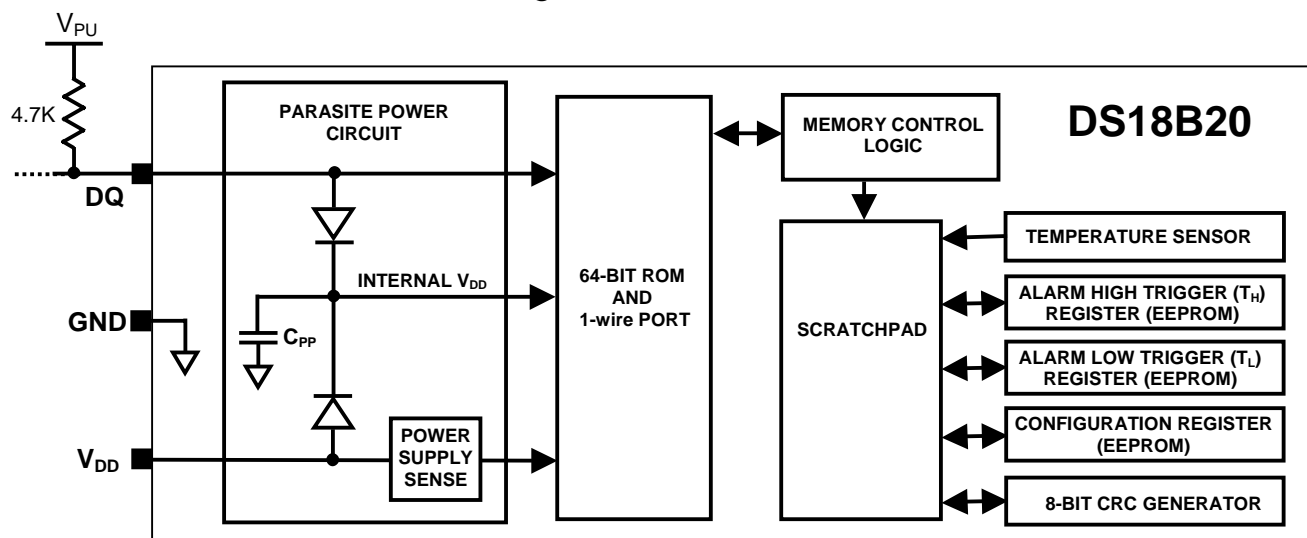 g
V_PU
4.7K
DQ
GND
V_DD
PARASITE POWER
CIRCUIT
INTERNAL V_DD
C_PP
POWER
SUPPLY
SENSE
64-BIT ROM
AND
1-wire PORT
MEMORY CONTROL
LOGIC
SCRATCHPAD
DS18B20
TEMPERATURE SENSOR
ALARM HIGH TRIGGER (T_H)
REGISTER (EEPROM)
ALARM LOW TRIGGER (T_L)
REGISTER (EEPROM)
CONFIGURATION REGISTER
(EEPROM)
8-BIT CRC GENERATOR